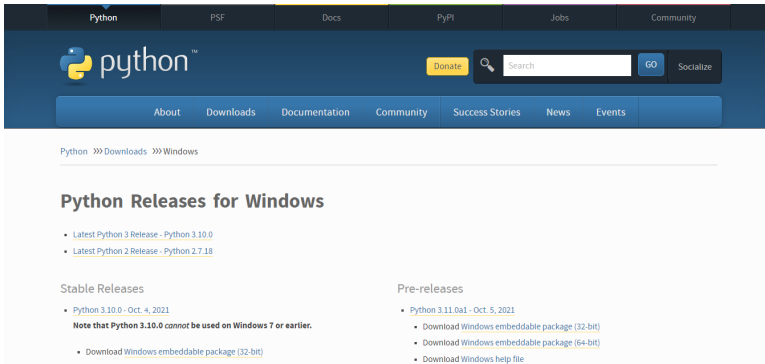 Python PSF Docs PyPI Jobs Community
python™
Donate Search GO Socialize
About Downloads Documentation Community Success Stories News Events
Python >>> Downloads >>> Windows
Python Releases for Windows
Latest Python 3 Release - Python 3.10.0
Latest Python 2 Release - Python 2.7.18
Stable Releases
Python 3.10.0 - Oct. 4, 2021
Note that Python 3.10.0 cannot be used on Windows 7 or earlier.
Download Windows embeddable package (32-bit)
Pre-releases
Python 3.11.0a1 - Oct. 5, 2021
Download Windows embeddable package (32-bit)
Download Windows embeddable package (64-bit)
Download Windows help file